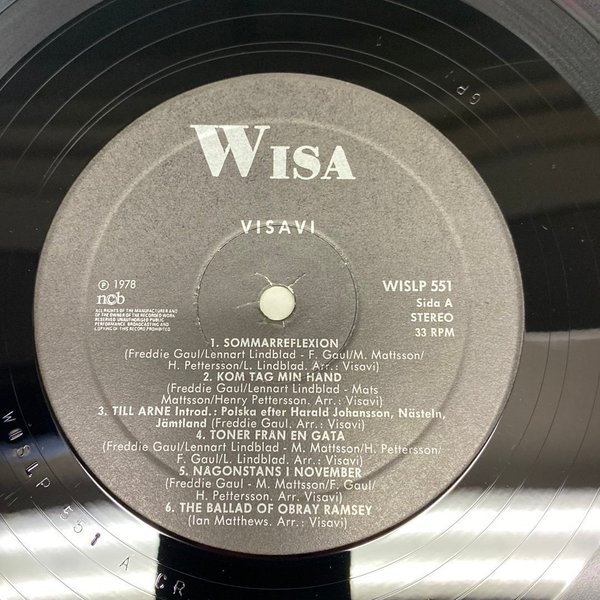 WISA
VISAVI
℗ 1978
ncb
ALL RIGHTS OF THE MANUFACTURER AND
OF THE OWNER OF THE RECORDED WORK
RESERVED UNAUTHORISED PUBLIC
PERFORMANCE BROADCASTING AND
COPYING OF THIS RECORD PROHIBITED.
WISLP 551
Sida A
STEREO
33 RPM
1. SOMMARREFLEXION
(Freddie Gaul/Lennart Lindblad - F. Gaul/M. Mattsson/
H. Pettersson/L. Lindblad. Arr.: Visavi)
2. KOM TAG MIN HAND
(Freddie Gaul/Lennart Lindblad - Mats
Mattsson/Henry Pettersson. Arr.: Visavi)
3. TILL ARNE Introd.: Polska efter Harald Johansson, Nästeln,
Jämtland (Freddie Gaul. Arr.: Visavi)
4. TONER FRÅN EN GATA
(Freddie Gaul/L. Lindblad - M. Mattsson/H. Pettersson/
F. Gaul/L. Lindblad. Arr.: Visavi)
5. NAGONSTANS I NOVEMBER
(Freddie Gaul - M. Mattsson/F. Gaul/
H. Pettersson. Arr.: Visavi)
6. THE BALLAD OF OBRAY RAMSEY
(Ian Matthews. Arr.: Visavi)
WISLP 551 A CR